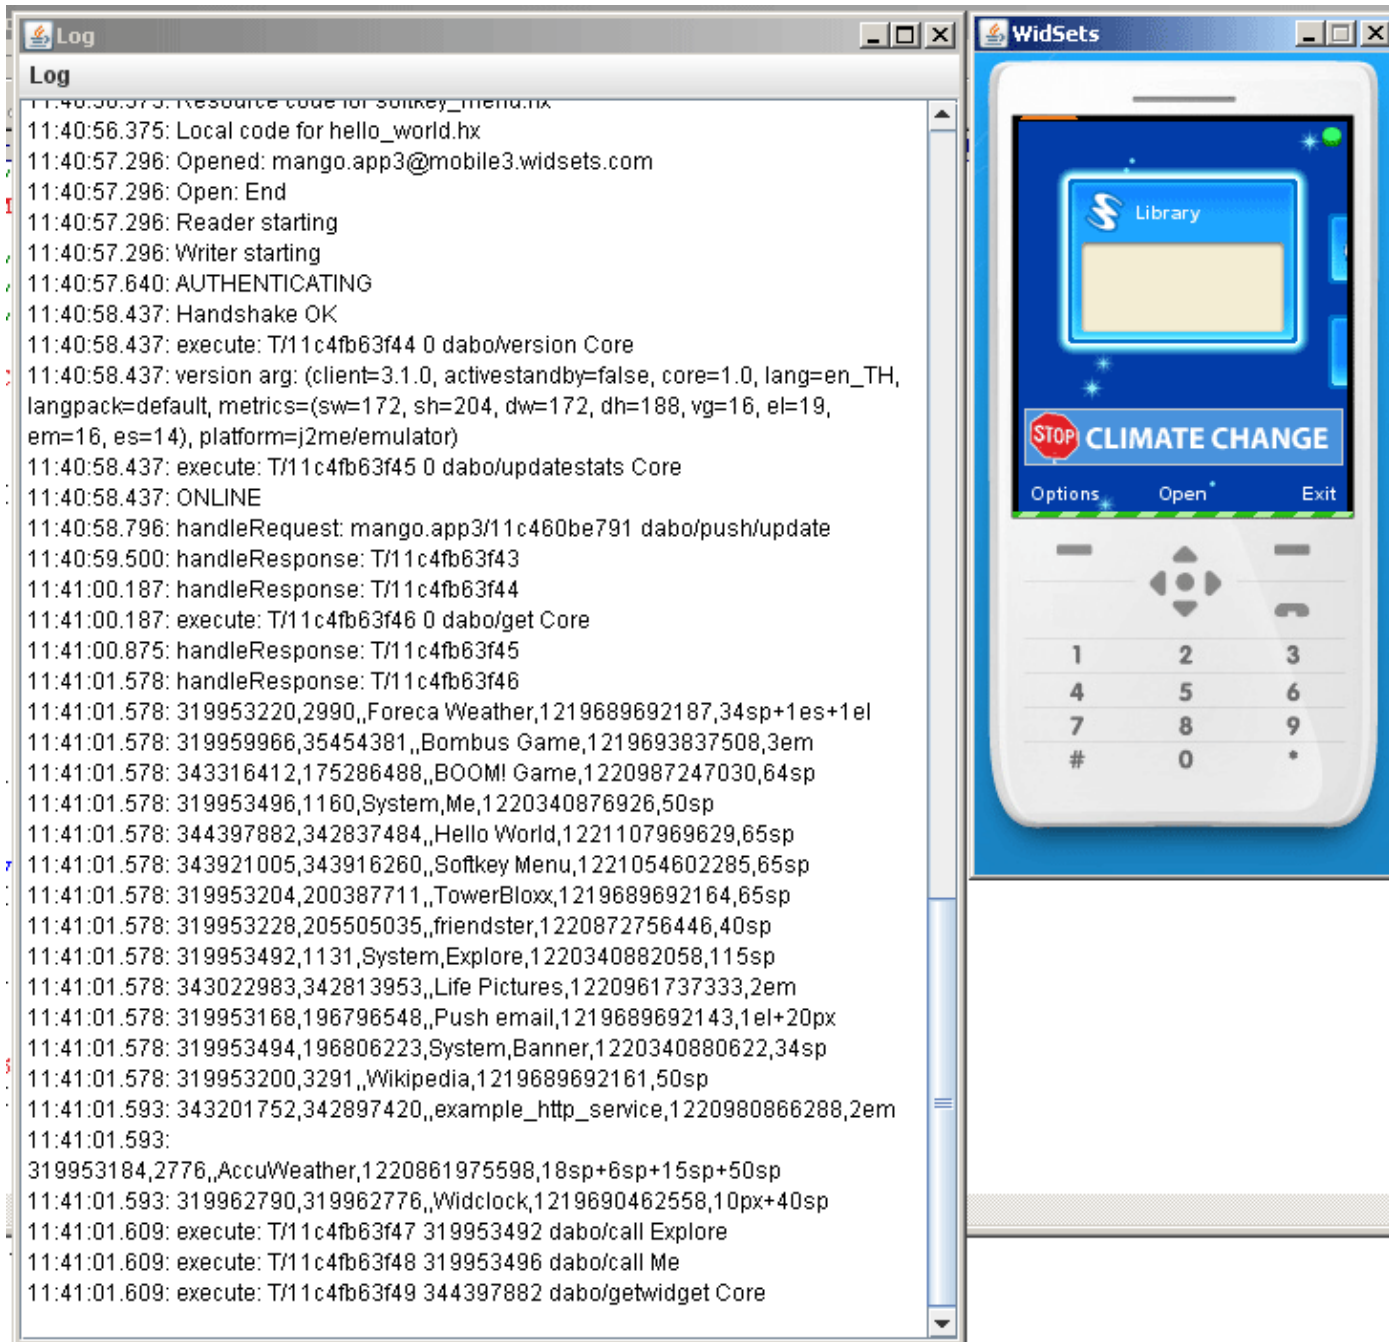 Log
Log
11:40:56.375: Resource code for softkey_menu.hx
11:40:56.375: Local code for hello_world.hx
11:40:57.296: Opened: mango.app3@mobile3.widsets.com
11:40:57.296: Open: End
11:40:57.296: Reader starting
11:40:57.296: Writer starting
11:40:57.640: AUTHENTICATING
11:40:58.437: Handshake OK
11:40:58.437: execute: T/11c4fb63f44 0 dabo/version Core
11:40:58.437: version arg: (client=3.1.0, activestandby=false, core=1.0, lang=en_TH,
langpack=default, metrics=(sw=172, sh=204, dw=172, dh=188, vg=16, el=19,
em=16, es=14), platform=j2me/emulator)
11:40:58.437: execute: T/11c4fb63f45 0 dabo/updatestats Core
11:40:58.437: ONLINE
11:40:58.796: handleRequest: mango.app3/11c460be791 dabo/push/update
11:40:59.500: handleResponse: T/11c4fb63f43
11:41:00.187: handleResponse: T/11c4fb63f44
11:41:00.187: execute: T/11c4fb63f46 0 dabo/get Core
11:41:00.875: handleResponse: T/11c4fb63f45
11:41:01.578: handleResponse: T/11c4fb63f46
11:41:01.578: 319953220,2990,,Foreca Weather,1219689692187,34sp+1es+1el
11:41:01.578: 319959966,35454381,,Bombus Game,1219693837508,3em
11:41:01.578: 343316412,175286488,,BOOM! Game,1220987247030,64sp
11:41:01.578: 319953496,1160,System,Me,1220340876926,50sp
11:41:01.578: 344397882,342837484,,Hello World,1221107969629,65sp
11:41:01.578: 343921005,343916260,,Softkey Menu,1221054602285,65sp
11:41:01.578: 319953204,200387711,,TowerBloxx,1219689692164,65sp
11:41:01.578: 319953228,205505035,,friendster,1220872756446,40sp
11:41:01.578: 319953492,1131,System,Explore,1220340882058,115sp
11:41:01.578: 343022983,342813953,,Life Pictures,1220961737333,2em
11:41:01.578: 319953168,196796548,,Push email,1219689692143,1el+20px
11:41:01.578: 319953494,196806223,System,Banner,1220340880622,34sp
11:41:01.578: 319953200,3291,,Wikipedia,1219689692161,50sp
11:41:01.593: 343201752,342897420,,example_http_service,1220980866288,2em
11:41:01.593:
319953184,2776,,AccuWeather,1220861975598,18sp+6sp+15sp+50sp
11:41:01.593: 319962790,319962776,,Widclock,1219690462558,10px+40sp
11:41:01.609: execute: T/11c4fb63f47 319953492 dabo/call Explore
11:41:01.609: execute: T/11c4fb63f48 319953496 dabo/call Me
11:41:01.609: execute: T/11c4fb63f49 344397882 dabo/getwidget Core
WidSets
Library
STOP CLIMATE CHANGE
Options Open Exit
1 2 3
4 5 6
7 8 9
# 0 *